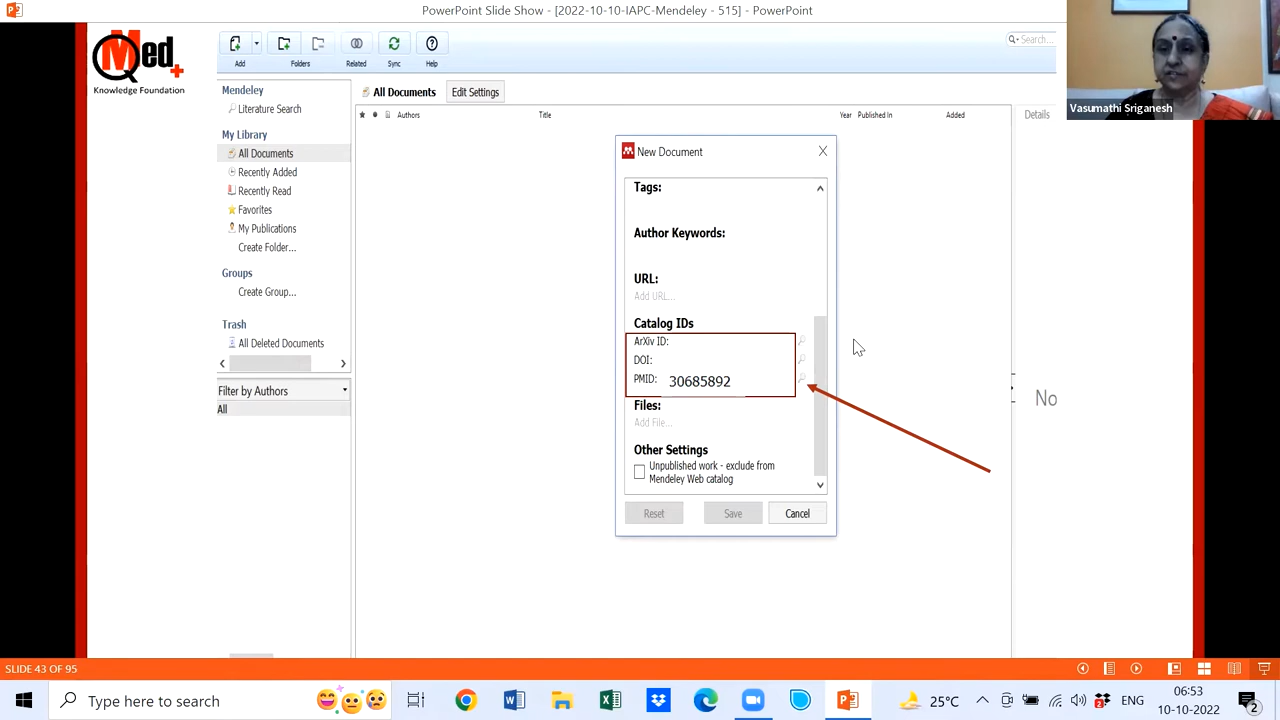 PowerPoint Slide Show - [2022-10-10-IAPC-Mendeley - S15] - PowerPoint
QMed
Knowledge Foundation
Add
Folders
Related
Sync
Help
Search...
Vasumathi Sriganesh
Mendeley
Literature Search
My Library
All Documents
Recently Added
Recently Read
Favorites
My Publications
Create Folder...
Groups
Create Group...
Trash
All Deleted Documents
Filter by Authors
All
All Documents
Edit Settings
Authors
Title
Year
Published In
Added
Details
New Document
Tags:
Author Keywords:
URL:
Add URL...
Catalog IDs
ArXiv ID:
DOI:
PMID: 30685892
Files:
Add File...
Other Settings
Unpublished work - exclude from
Mendeley Web catalog
Reset
Save
Cancel
No
SLIDE 43 OF 95
Type here to search
25°C
ENG
06:53
10-10-2022
2
2